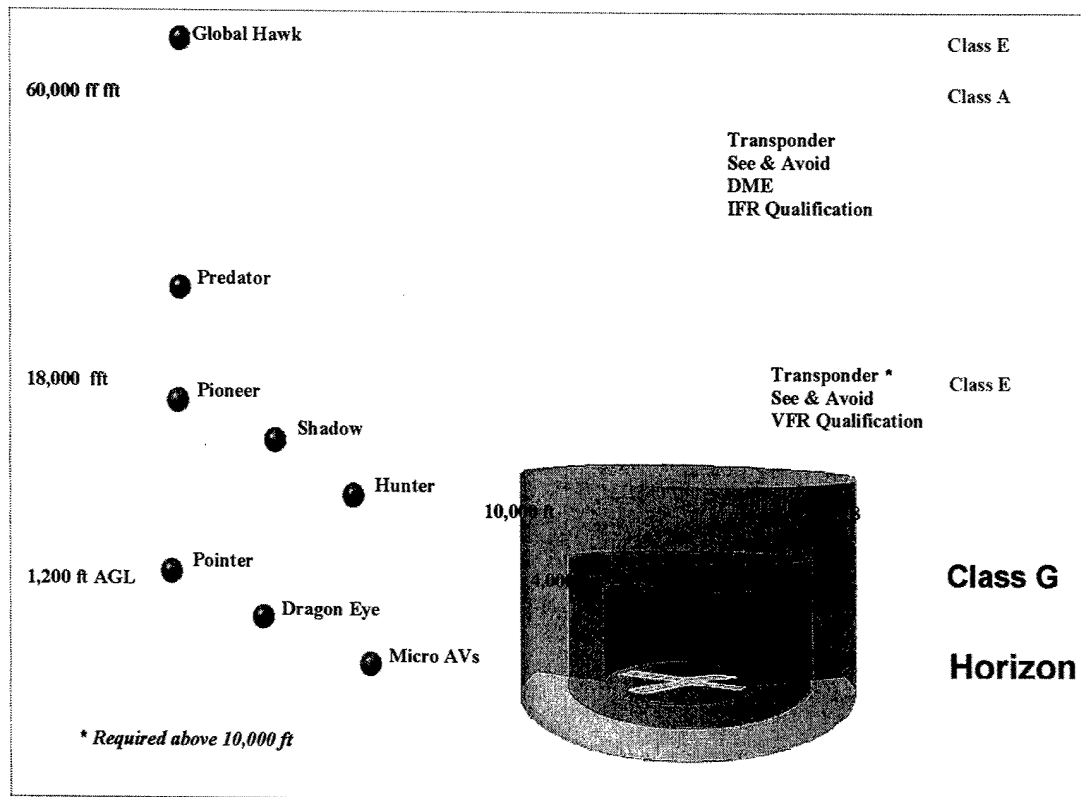 Global Hawk
Class E
60,000 ff fft
Class A
Transponder
See & Avoid
DME
IFR Qualification
Predator
18,000 fft
Pioneer
Transponder *
See & Avoid
VFR Qualification
Class E
Shadow
Hunter
10,000 ft
Pointer
1,200 ft AGL
4,000
Class G
Dragon Eye
Micro AVs
Horizon
* Required above 10,000 ft